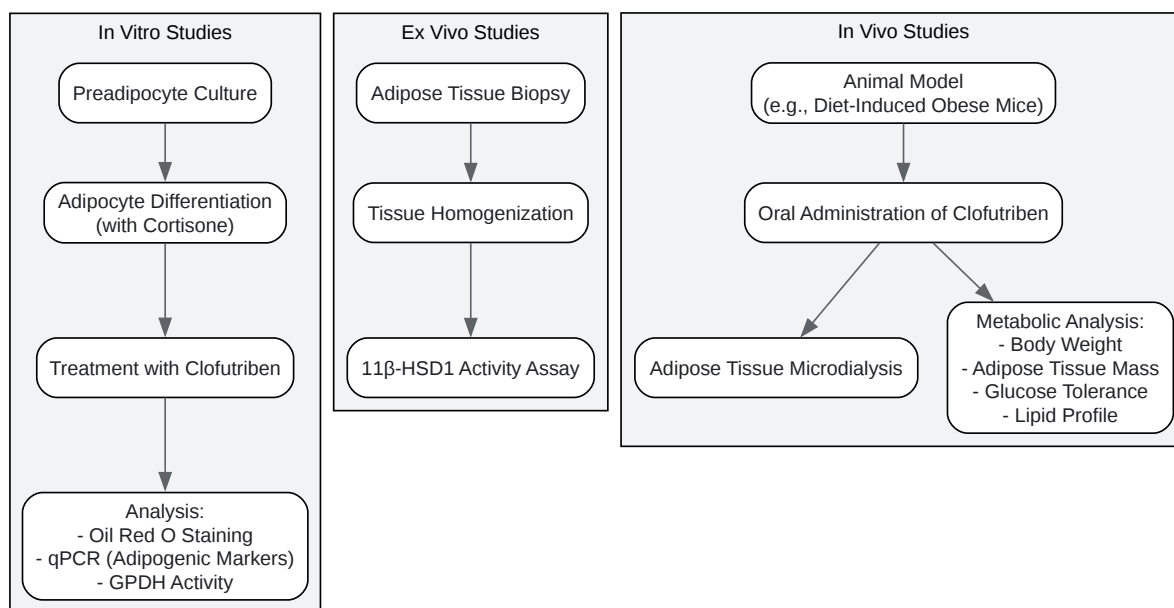 In Vitro Studies
Preadipocyte Culture
Adipocyte Differentiation
(with Cortisone)
Treatment with Clofutriben
Analysis:
- Oil Red O Staining
- qPCR (Adipogenic Markers)
- GPDH Activity
Ex Vivo Studies
Adipose Tissue Biopsy
Tissue Homogenization
11β-HSD1 Activity Assay
In Vivo Studies
Animal Model
(e.g., Diet-Induced Obese Mice)
Oral Administration of Clofutriben
Adipose Tissue Microdialysis
Metabolic Analysis:
- Body Weight
- Adipose Tissue Mass
- Glucose Tolerance
- Lipid Profile